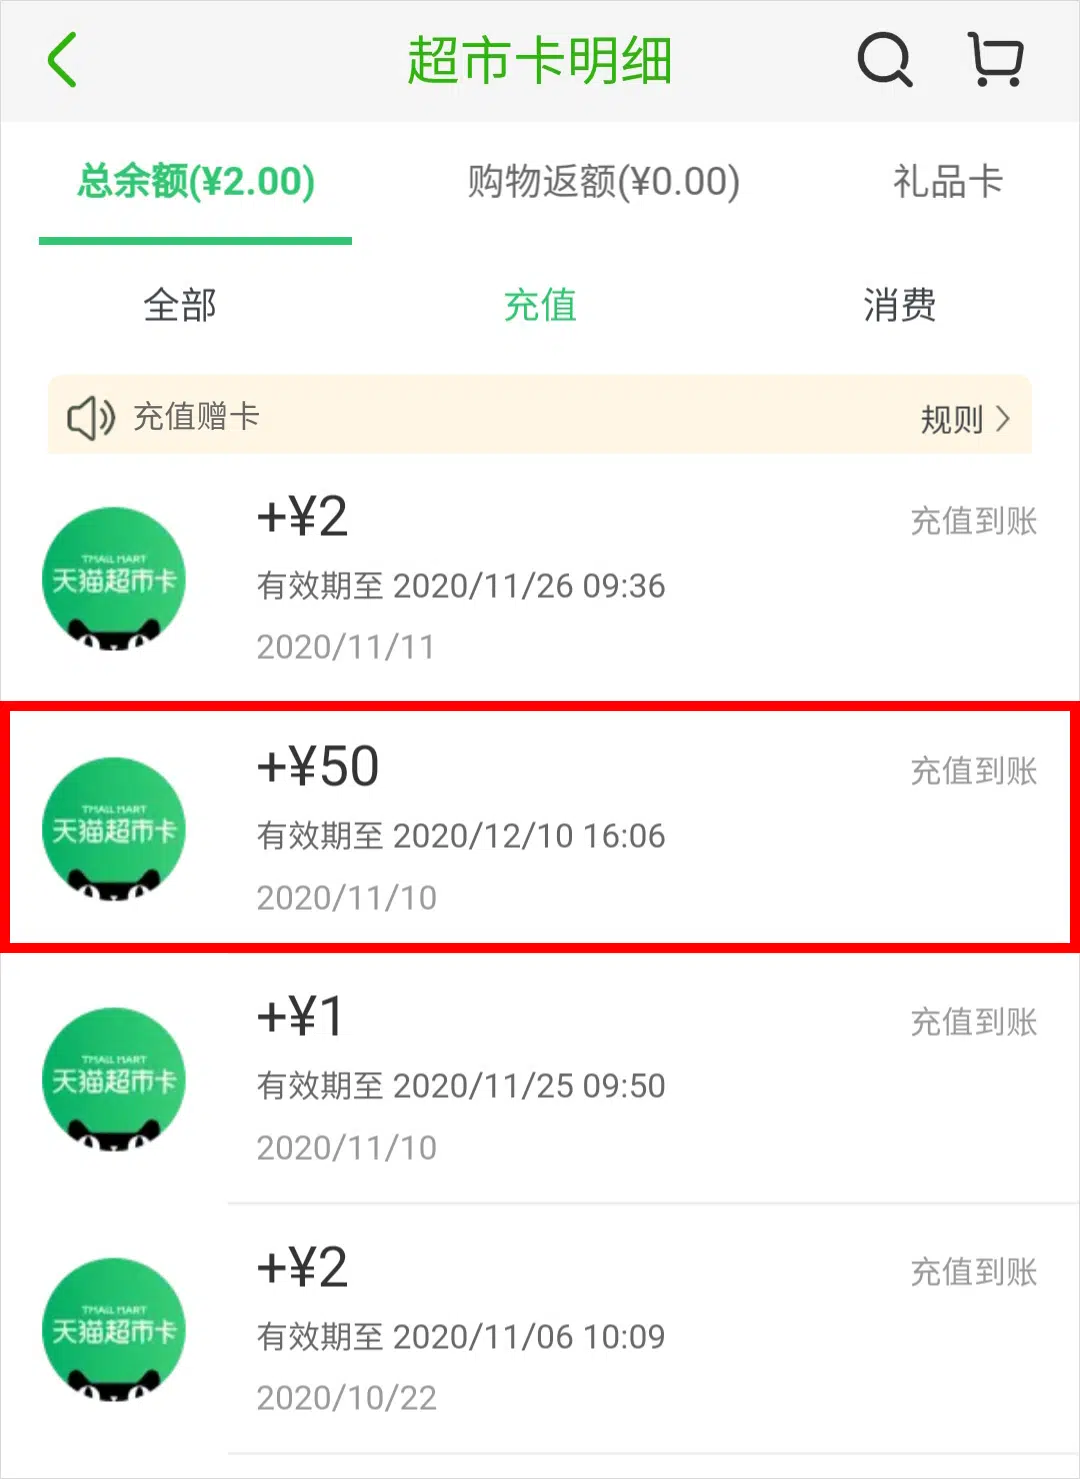 超市卡明细
总余额(¥2.00) 购物返额(¥0.00) 礼品卡
全部 充值 消费
充值赠卡 规则
+¥2 充值到账
TMALL MART
天猫超市卡
有效期至 2020/11/26 09:36
2020/11/11
+¥50 充值到账
TMALL MART
天猫超市卡
有效期至 2020/12/10 16:06
2020/11/10
+¥1 充值到账
TMALL MART
天猫超市卡
有效期至 2020/11/25 09:50
2020/11/10
+¥2 充值到账
TMALL MART
天猫超市卡
有效期至 2020/11/06 10:09
2020/10/22